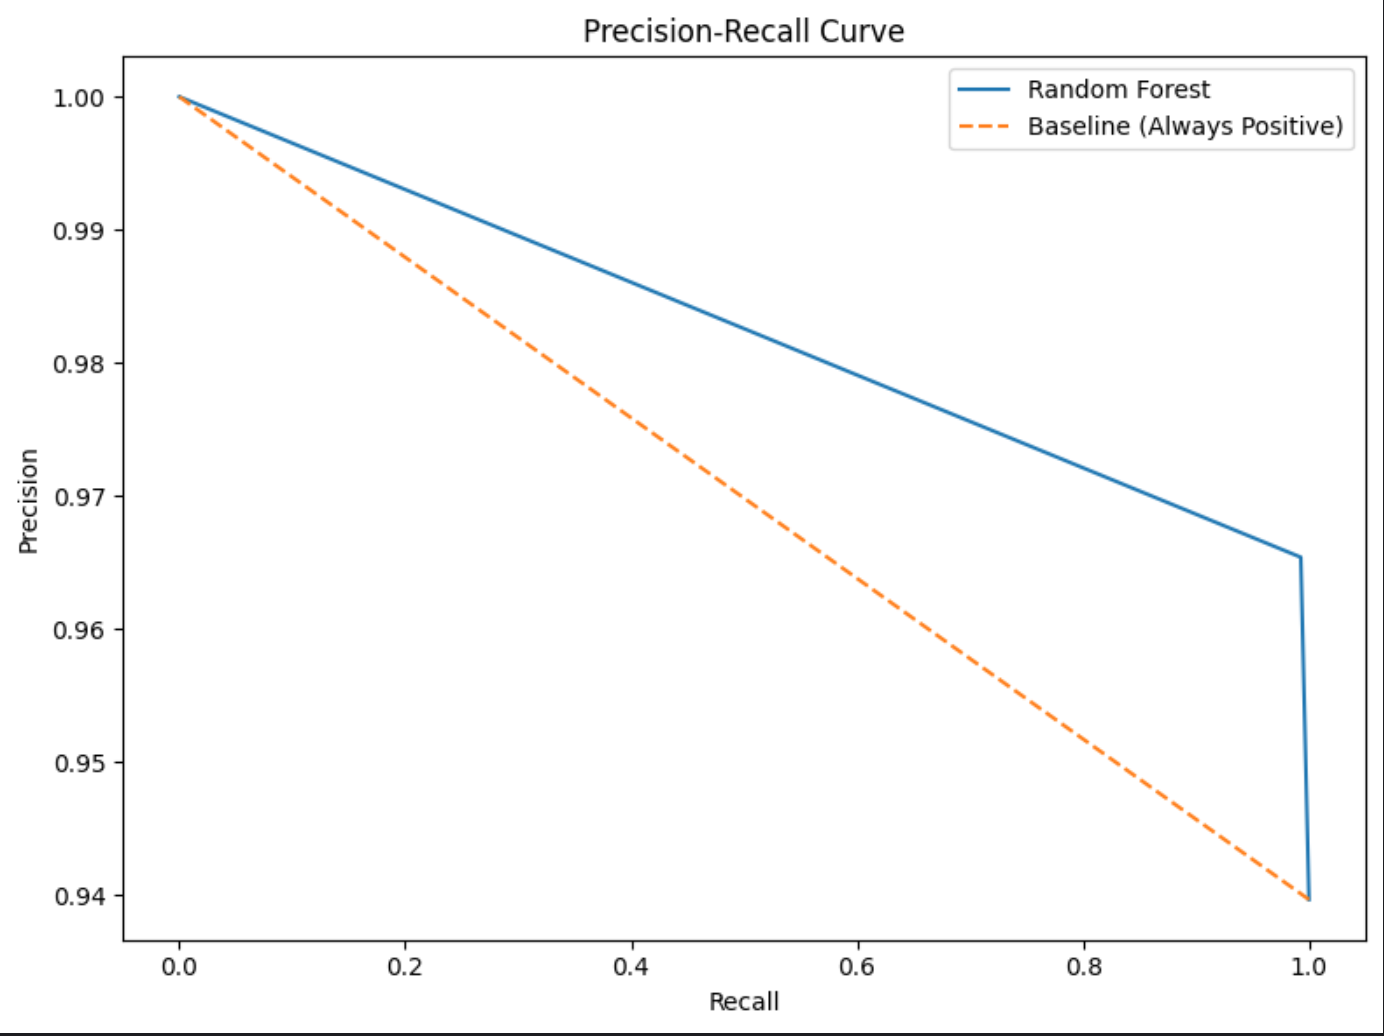 Precision-Recall Curve
Random Forest
Baseline (Always Positive)
1.00
0.99
0.98
0.97
0.96
0.95
0.94
Precision
0.0 0.2 0.4 0.6 0.8 1.0
Recall